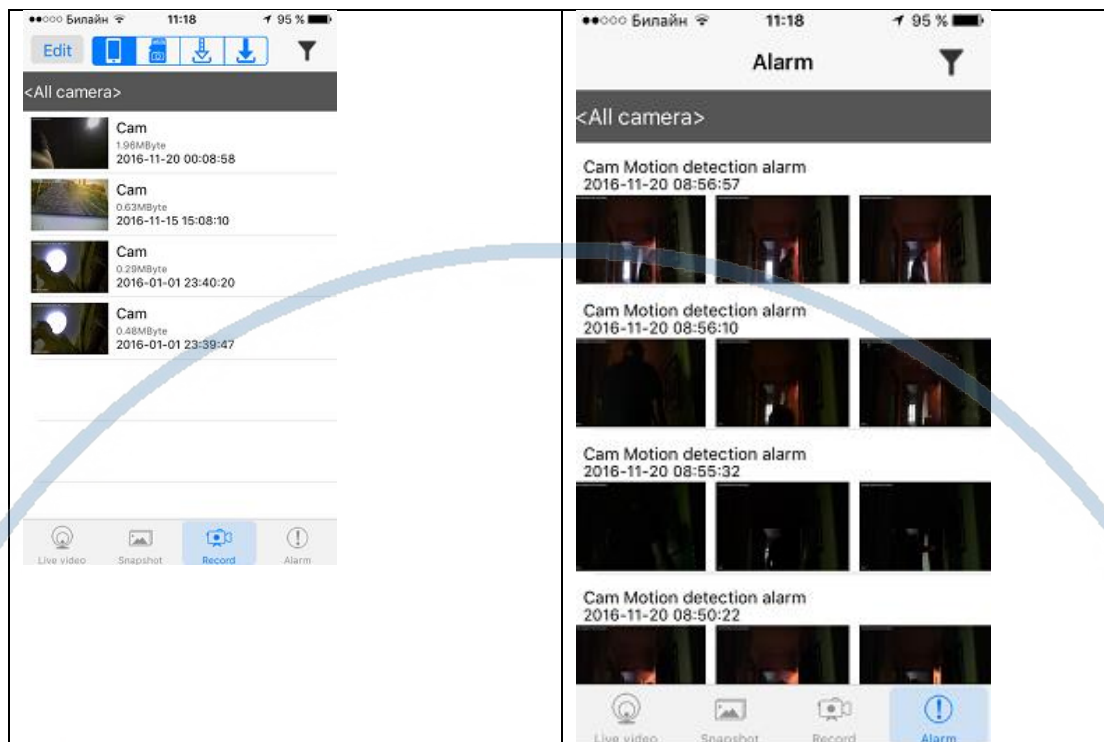 ●●○○○ Билайн 11:18 95 %
Edit
<All camera>
Cam
1.96MByte
2016-11-20 00:08:58
Cam
0.63MByte
2016-11-15 15:08:10
Cam
0.29MByte
2016-01-01 23:40:20
Cam
0.48MByte
2016-01-01 23:39:47
Live video Snapshot Record Alarm
●●○○○ Билайн 11:18 95 %
Alarm
<All camera>
Cam Motion detection alarm
2016-11-20 08:56:57
Cam Motion detection alarm
2016-11-20 08:56:10
Cam Motion detection alarm
2016-11-20 08:55:32
Cam Motion detection alarm
2016-11-20 08:50:22
Live video Snapshot Record Alarm